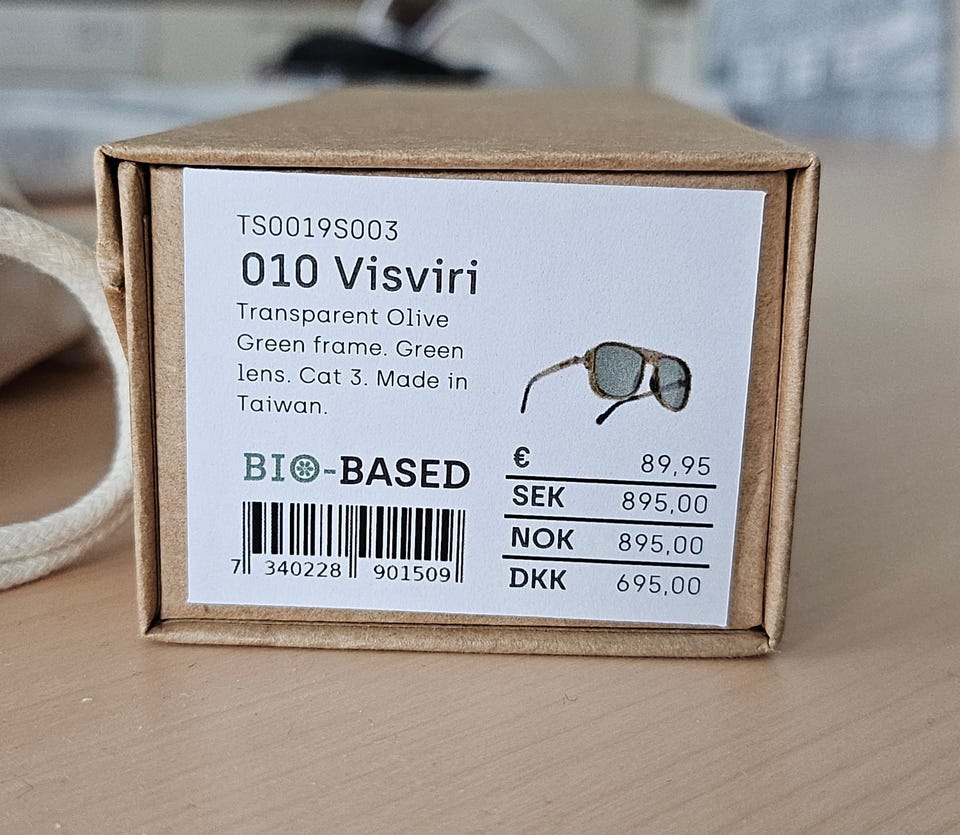 TS0019S003
010 Visviri
Transparent Olive
Green frame. Green
lens. Cat 3. Made in
Taiwan.
BIO-BASED
7 340228 901509
€ 89,95
SEK 895,00
NOK 895,00
DKK 695,00